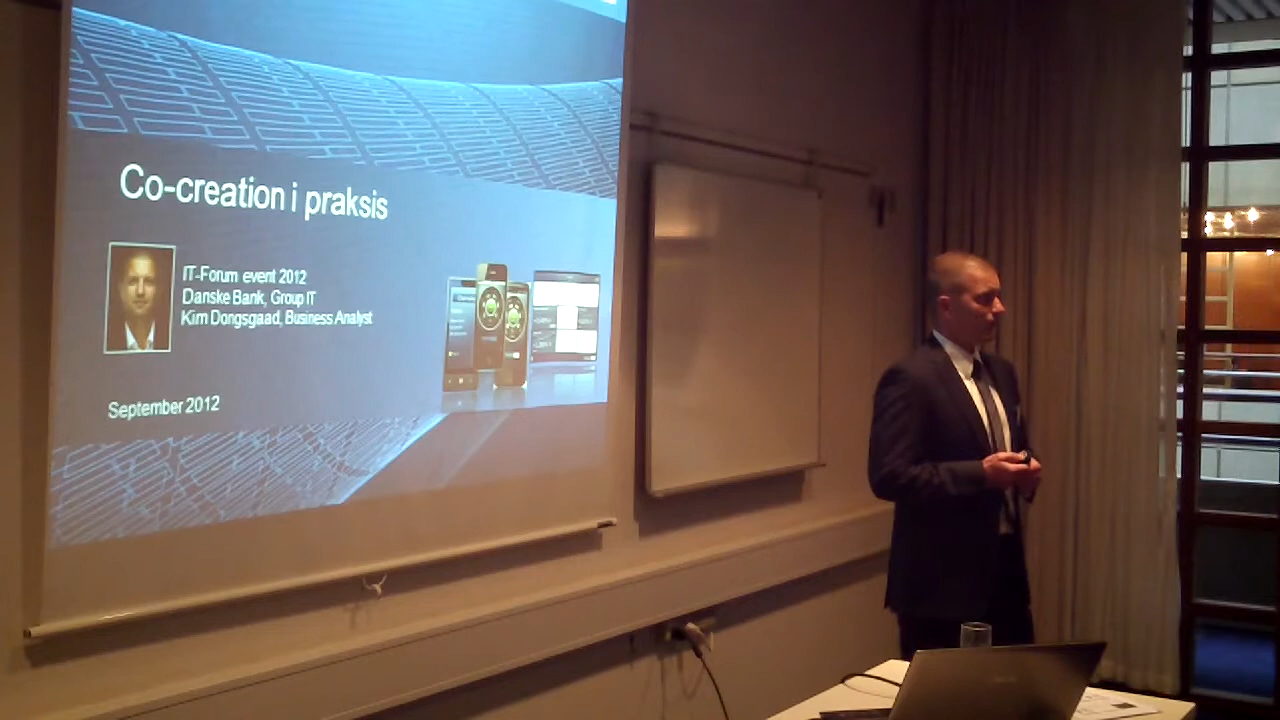 Co-creation i praksis
IT-Forum event 2012
Danske Bank, Group IT
Kim Dongsgaad, Business Analyst
September 2012